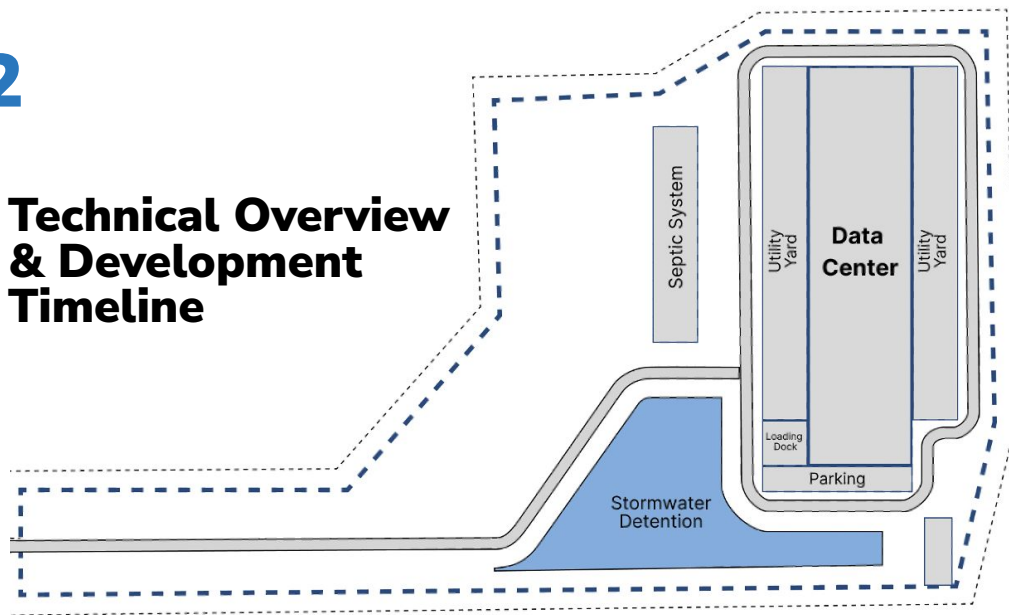 2
Technical Overview
& Development
Timeline
Septic System
Utility
Yard
Data
Center
Utility
Yard
Loading
Dock
Parking
Stormwater
Detention